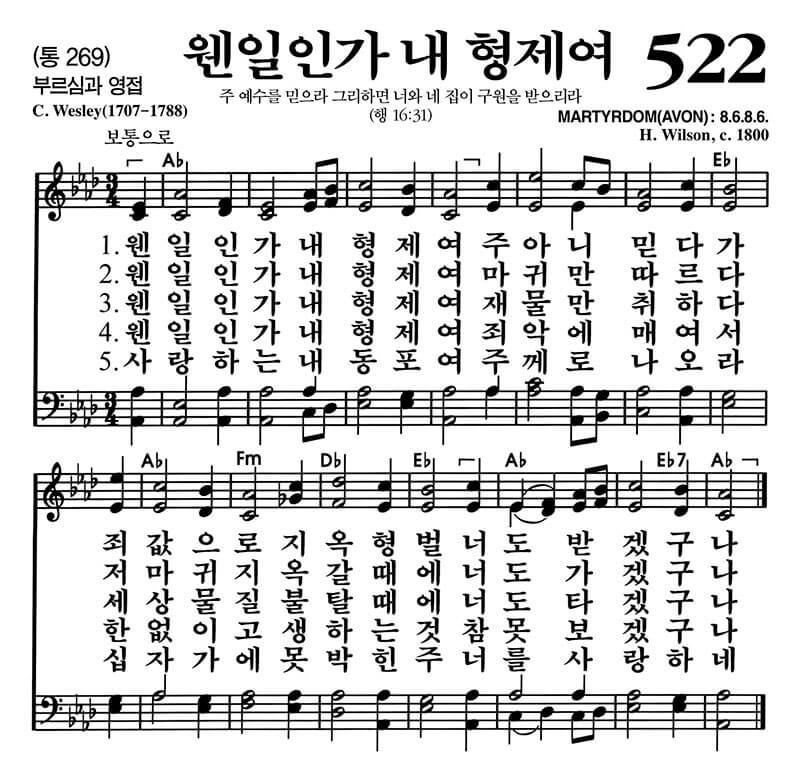 (통 269)
부르심과 영접
웬일인가 내 형제여 522
주 예수를 믿으라 그리하면 너와 네 집이 구원을 받으리라
(행 16:31)
C. Wesley(1707-1788)
MARTYRDOM(AVON): 8.6.8.6.
H. Wilson, c. 1800
보통으로
A♭ E♭
3/4
1. 웬 일 인 가 내 형 제 여 주 아 니 믿 다 가
2. 웬 일 인 가 내 형 제 여 마 귀 만 따 르 다
3. 웬 일 인 가 내 형 제 여 재 물 만 취 하 다
4. 웬 일 인 가 내 형 제 여 죄 악 에 매 여 서
5. 사 랑 하 는 내 동 포 여 주 께 로 나 오 라
3/4
A♭ Fm D♭ E♭ A♭ E♭7 A♭
죄 값 으 로 지 옥 형 벌 너 도 받 겠 구 나
저 마 귀 지 옥 갈 때 에 너 도 가 겠 구 나
세 상 물 질 불 탈 때 에 너 도 타 겠 구 나
한 없 이 고 생 하 는 것 참 못 보 겠 구 나
십 자 가 에 못 박 힌 주 너 를 사 랑 하 네